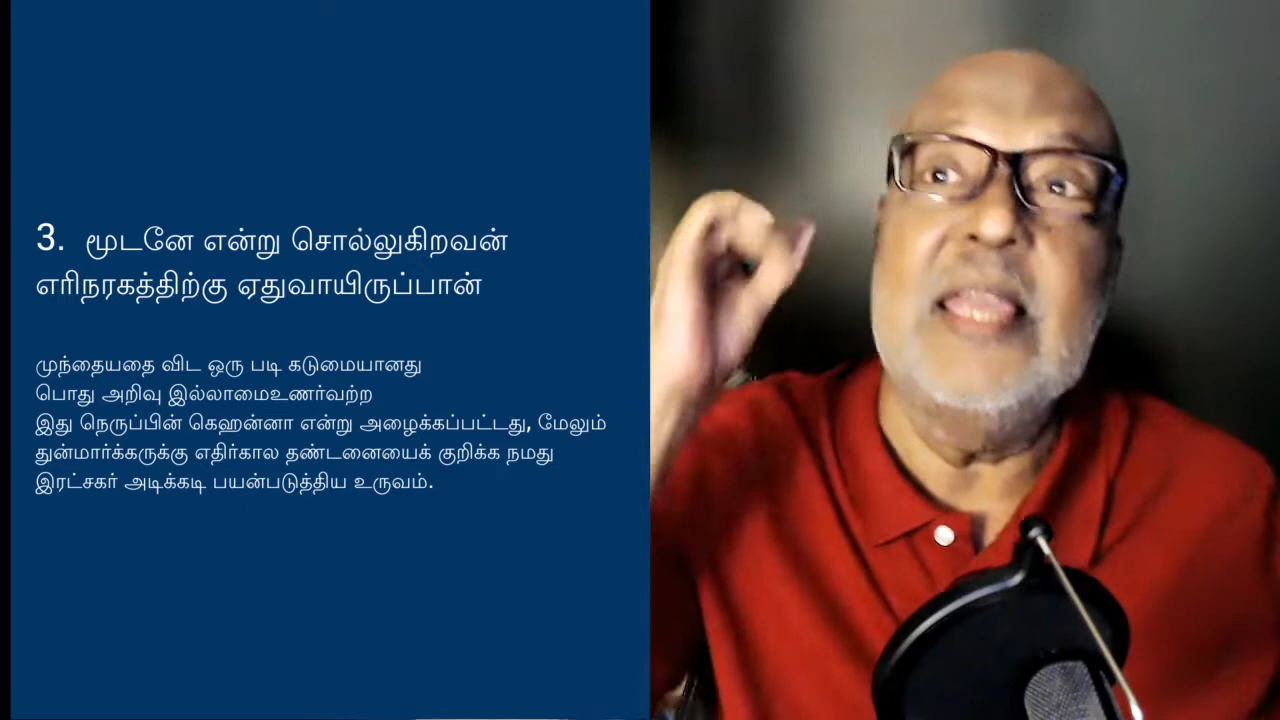 3. மூடனே என்று சொல்லுகிறவன்
எரிநரகத்திற்கு ஏதுவாயிருப்பான்
முந்தையதை விட ஒரு படி கடுமையானது
பொது அறிவு இல்லாமைஉணர்வற்ற
இது நெருப்பின் கெஹன்னா என்று அழைக்கப்பட்டது, மேலும்
துன்மார்க்கருக்கு எதிர்கால தண்டனையைக் குறிக்க நமது
இரட்சகர் அடிக்கடி பயன்படுத்திய உருவம்.